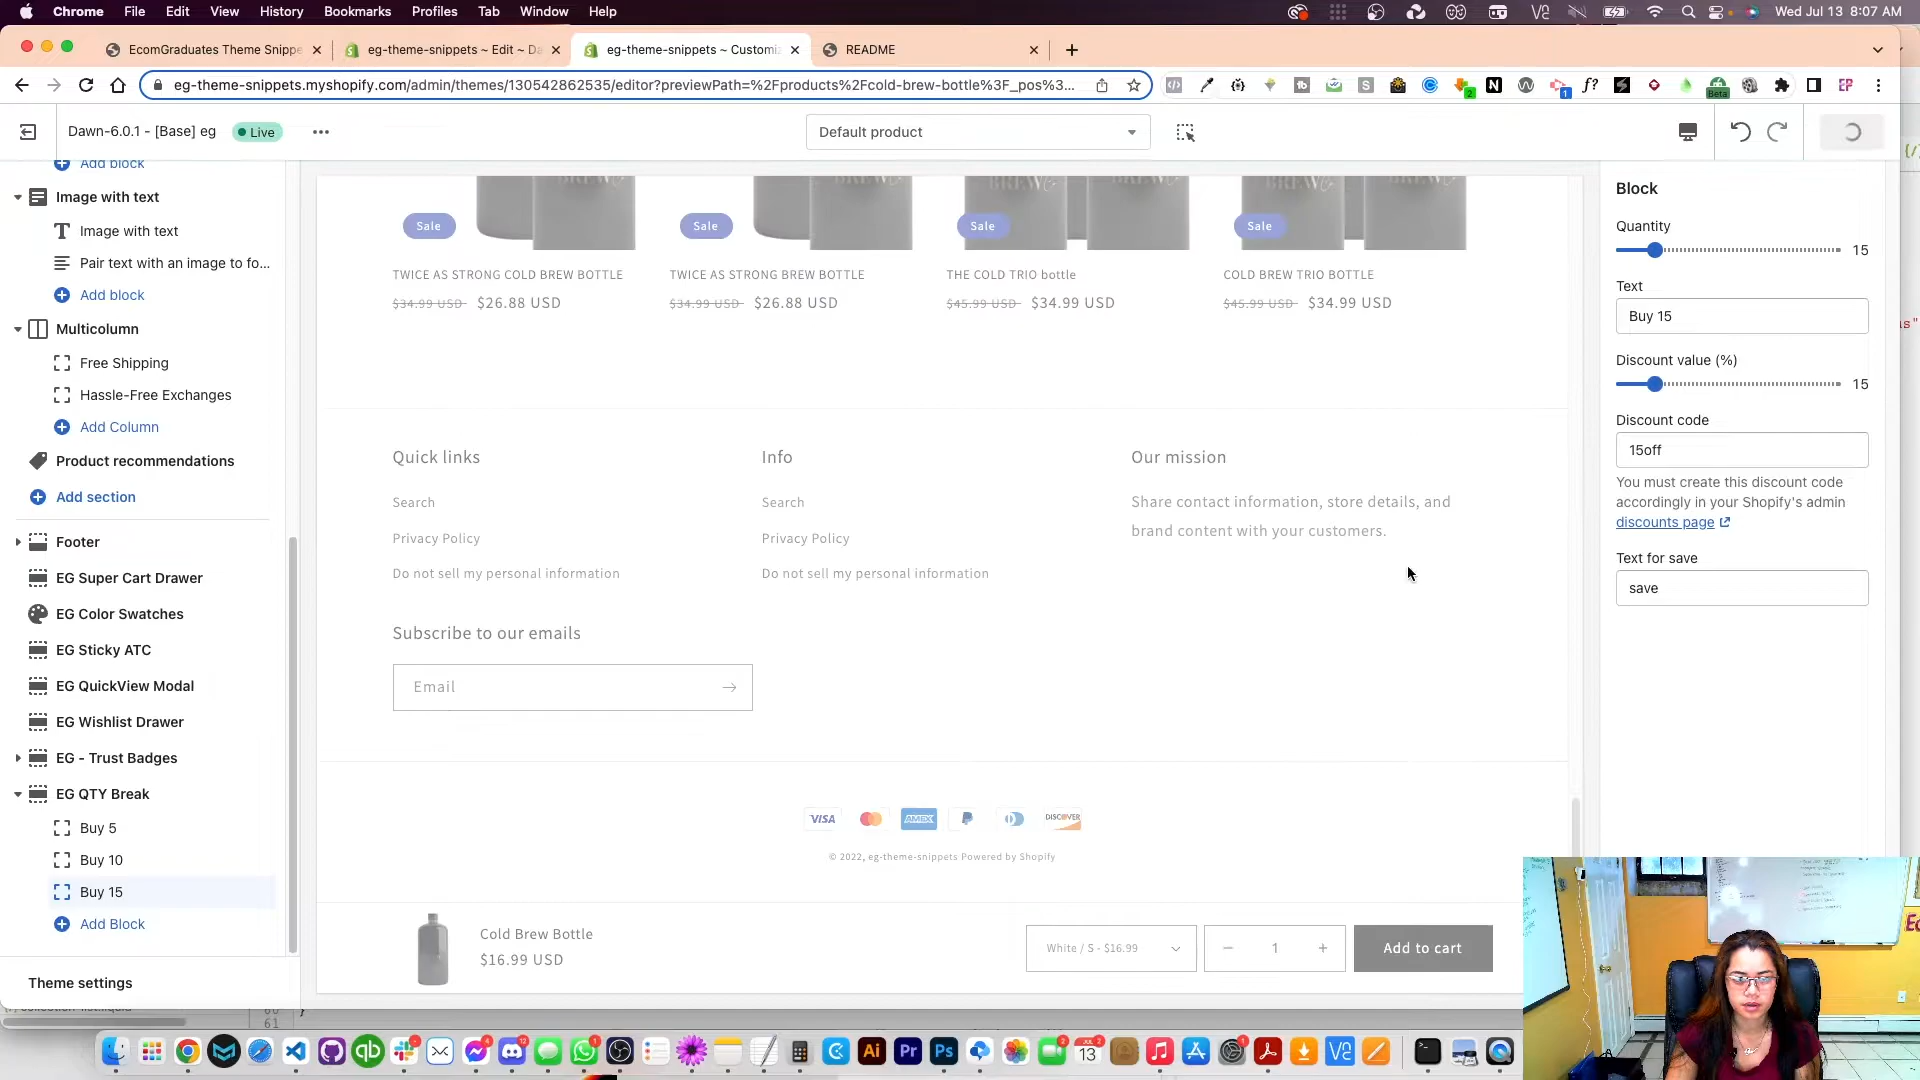 Chrome File Edit View History Bookmarks Profiles Tab Window Help
Wed Jul 13 8:07 AM
EcomGraduates Theme Snippe
eg-theme-snippets ~ Edit ~ Da
eg-theme-snippets ~ Customiz
README
eg-theme-snippets.myshopify.com/admin/themes/130542862535/editor?previewPath=%2Fproducts%2Fcold-brew-bottle%3F_pos%3...
Dawn-6.0.1 - [Base] eg
Live
Default product
Add block
Image with text
Image with text
Pair text with an image to fo...
Add block
Multicolumn
Free Shipping
Hassle-Free Exchanges
Add Column
Product recommendations
Add section
Footer
EG Super Cart Drawer
EG Color Swatches
EG Sticky ATC
EG QuickView Modal
EG Wishlist Drawer
EG - Trust Badges
EG QTY Break
Buy 5
Buy 10
Buy 15
Add Block
Theme settings
Sale Sale Sale Sale
TWICE AS STRONG COLD BREW BOTTLE
$34.99 USD $26.88 USD
TWICE AS STRONG BREW BOTTLE
$34.99 USD $26.88 USD
THE COLD TRIO bottle
$45.99 USD $34.99 USD
COLD BREW TRIO BOTTLE
$45.99 USD $34.99 USD
Quick links
Search
Privacy Policy
Do not sell my personal information
Info
Search
Privacy Policy
Do not sell my personal information
Our mission
Share contact information, store details, and
brand content with your customers.
Subscribe to our emails
Email
VISA
AMEX
DISCOVER
© 2022, eg-theme-snippets Powered by Shopify
Cold Brew Bottle
$16.99 USD
White / S - $16.99
1
Add to cart
Block
Quantity
15
Text
Buy 15
Discount value (%)
15
Discount code
15off
You must create this discount code
accordingly in your Shopify's admin
discounts page
Text for save
save
61